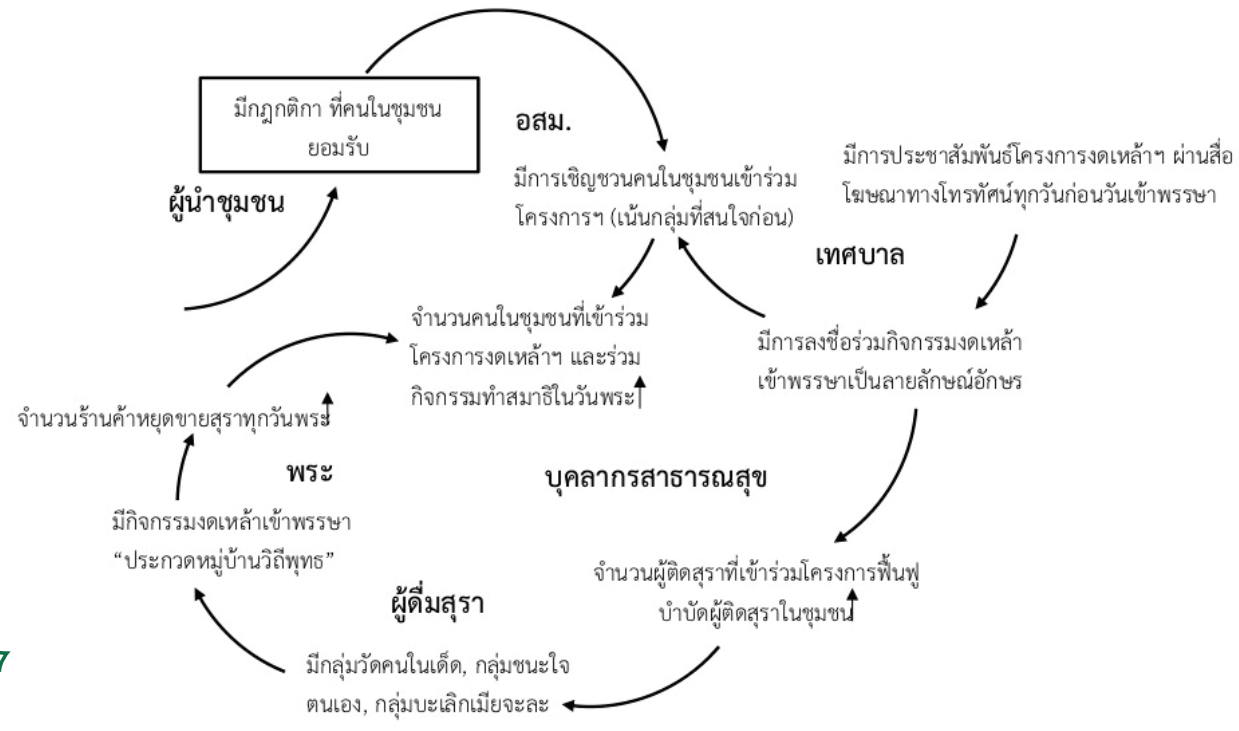 มีกฎกติกา ที่คนในชุมชน
ยอมรับ
อสม.
มีการเชิญชวนคนในชุมชนเข้าร่วม
โครงการฯ (เน้นกลุ่มที่สนใจก่อน)
มีการประชาสัมพันธ์โครงการงดเหล้าฯ ผ่านสื่อ
โฆษณาทางโทรทัศน์ทุกวันก่อนวันเข้าพรรษา
ผู้นำชุมชน
เทศบาล
จำนวนคนในชุมชนที่เข้าร่วม
โครงการงดเหล้าฯ และร่วม
กิจกรรมทำสมาธิในวันพระ
มีการลงชื่อร่วมกิจกรรมงดเหล้า
เข้าพรรษาเป็นลายลักษณ์อักษร
จำนวนร้านค้าหยุดขายสุราทุกวันพระ
พระ
บุคลากรสาธารณสุข
มีกิจกรรมงดเหล้าเข้าพรรษา
“ประกวดหมู่บ้านวิถีพุทธ”
จำนวนผู้ติดสุราที่เข้าร่วมโครงการฟื้นฟู
บำบัดผู้ติดสุราในชุมชน
ผู้ดื่มสุรา
มีกลุ่มวัดคนในเด็ด, กลุ่มชนะใจ
ตนเอง, กลุ่มบะเลิกเมียจะละ
7